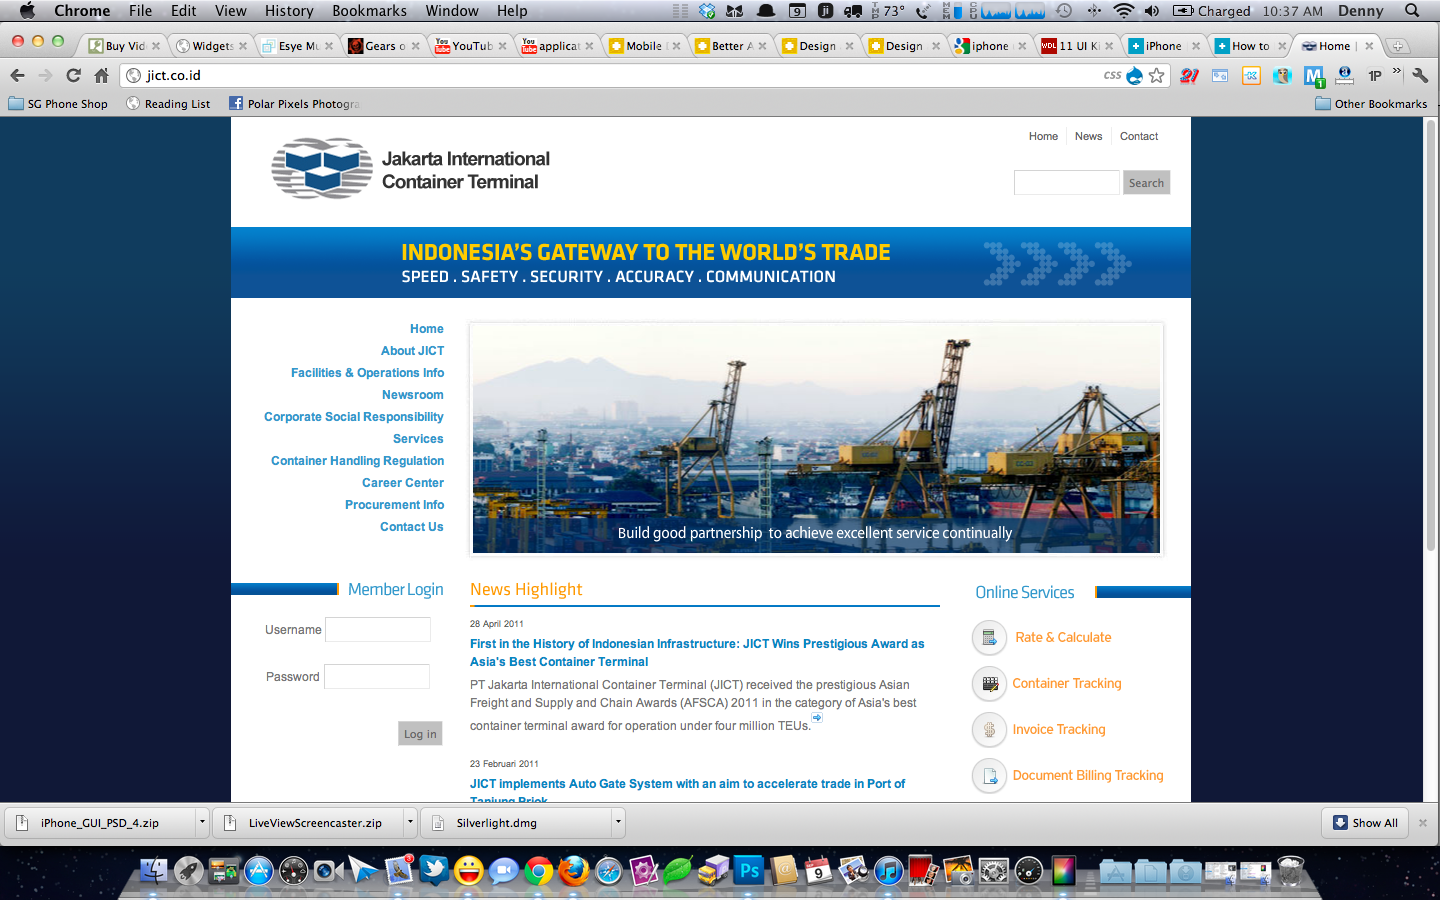 Chrome File Edit View History Bookmarks Window Help 9 ji TMP 73° MEM CPU Charged 10:37 AM Denny
Buy Vid Widgets Esye Mu Gears o YouTub applicat Mobile Better A Design Design iphone 11 UI Ki iPhone How to Home |
jict.co.id CSS
SG Phone Shop Reading List Polar Pixels Photogra Other Bookmarks
Home News Contact
Jakarta International
Container Terminal
Search
INDONESIA'S GATEWAY TO THE WORLD'S TRADE
SPEED . SAFETY . SECURITY . ACCURACY . COMMUNICATION
Home
About JICT
Facilities & Operations Info
Newsroom
Corporate Social Responsibility
Services
Container Handling Regulation
Career Center
Procurement Info
Contact Us
Build good partnership to achieve excellent service continually
Member Login
Username
Password
Log in
News Highlight
28 April 2011
First in the History of Indonesian Infrastructure: JICT Wins Prestigious Award as
Asia's Best Container Terminal
PT Jakarta International Container Terminal (JICT) received the prestigious Asian
Freight and Supply and Chain Awards (AFSCA) 2011 in the category of Asia's best
container terminal award for operation under four million TEUs.
23 Februari 2011
JICT implements Auto Gate System with an aim to accelerate trade in Port of
Tanjung Priok
Online Services
Rate & Calculate
Container Tracking
Invoice Tracking
Document Billing Tracking
iPhone_GUI_PSD_4.zip LiveViewScreencaster.zip Silverlight.dmg Show All